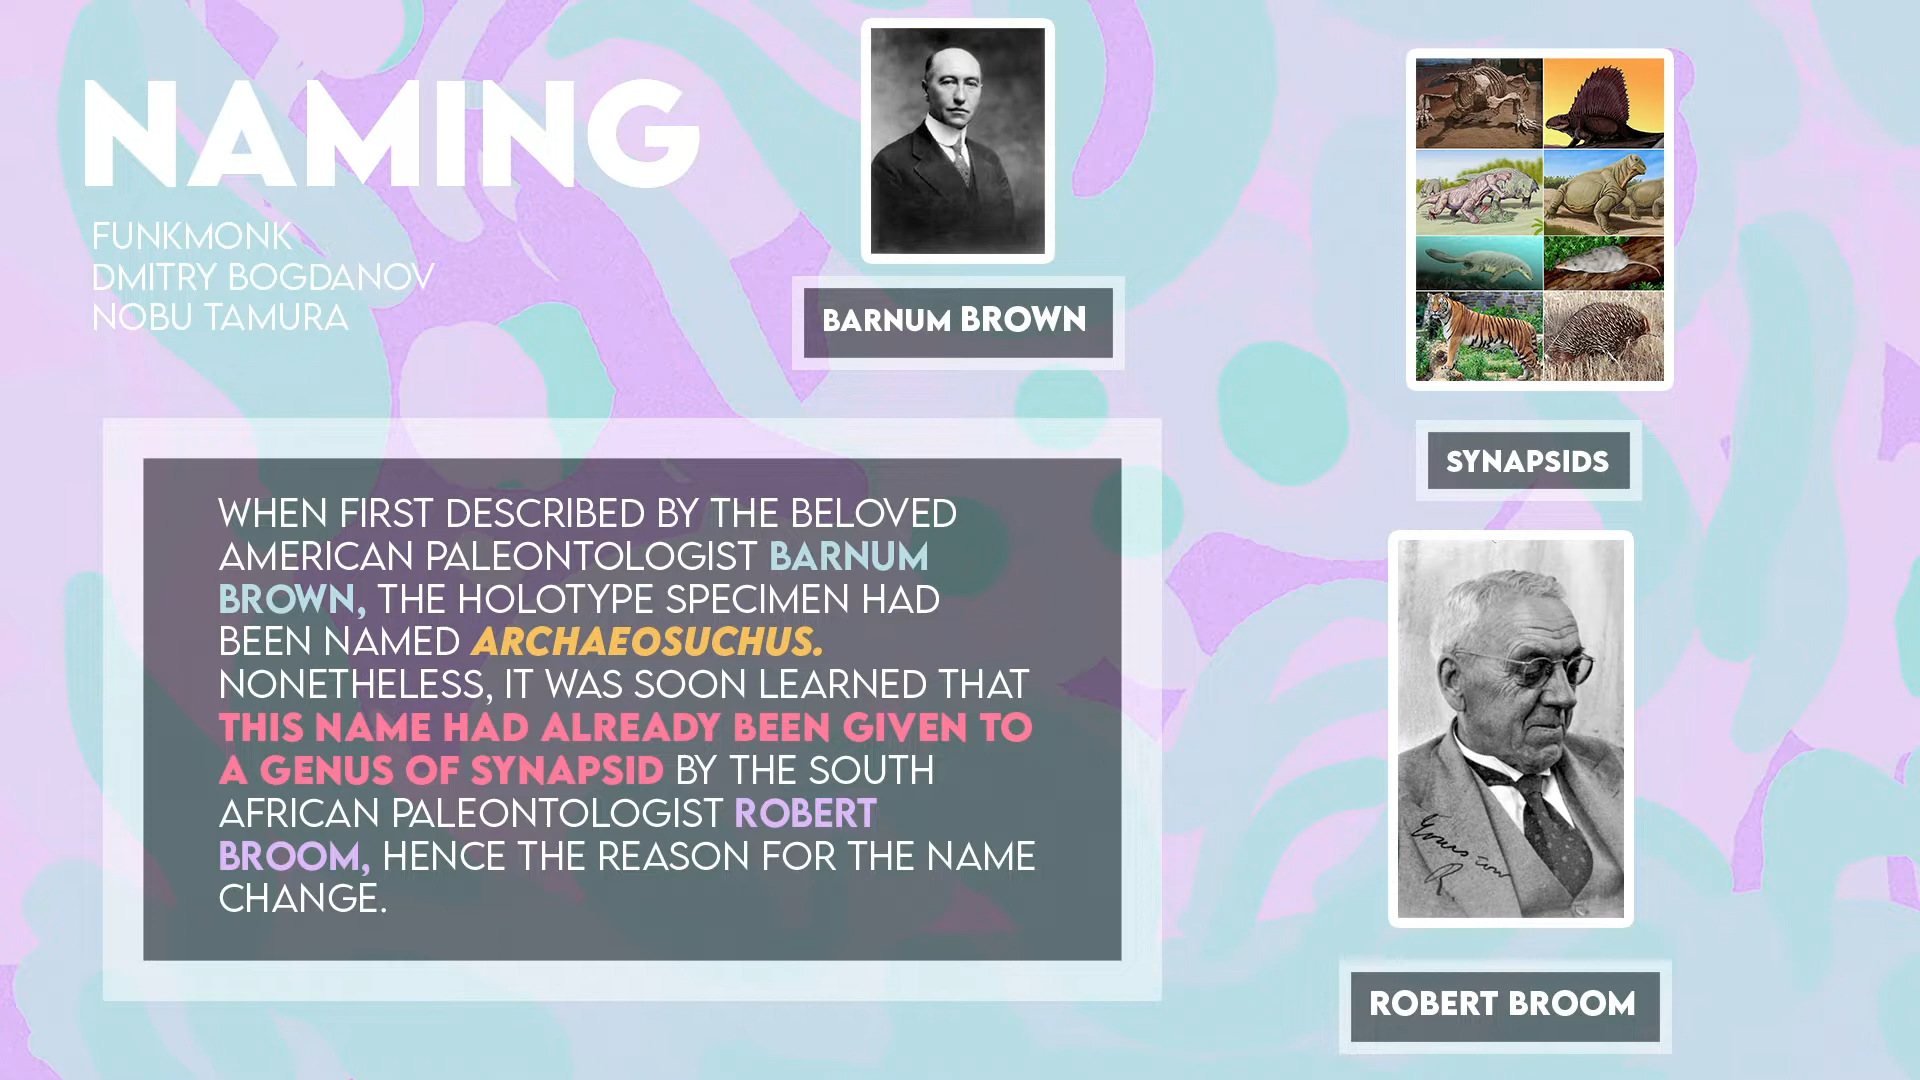 NAMING
FUNKMONK
DMITRY BOGDANOV
NOBU TAMURA
BARNUM BROWN
SYNAPSIDS
WHEN FIRST DESCRIBED BY THE BELOVED
AMERICAN PALEONTOLOGIST BARNUM
BROWN, THE HOLOTYPE SPECIMEN HAD
BEEN NAMED ARCHAEOSUCHUS.
NONETHELESS, IT WAS SOON LEARNED THAT
THIS NAME HAD ALREADY BEEN GIVEN TO
A GENUS OF SYNAPSID BY THE SOUTH
AFRICAN PALEONTOLOGIST ROBERT
BROOM, HENCE THE REASON FOR THE NAME
CHANGE.
ROBERT BROOM